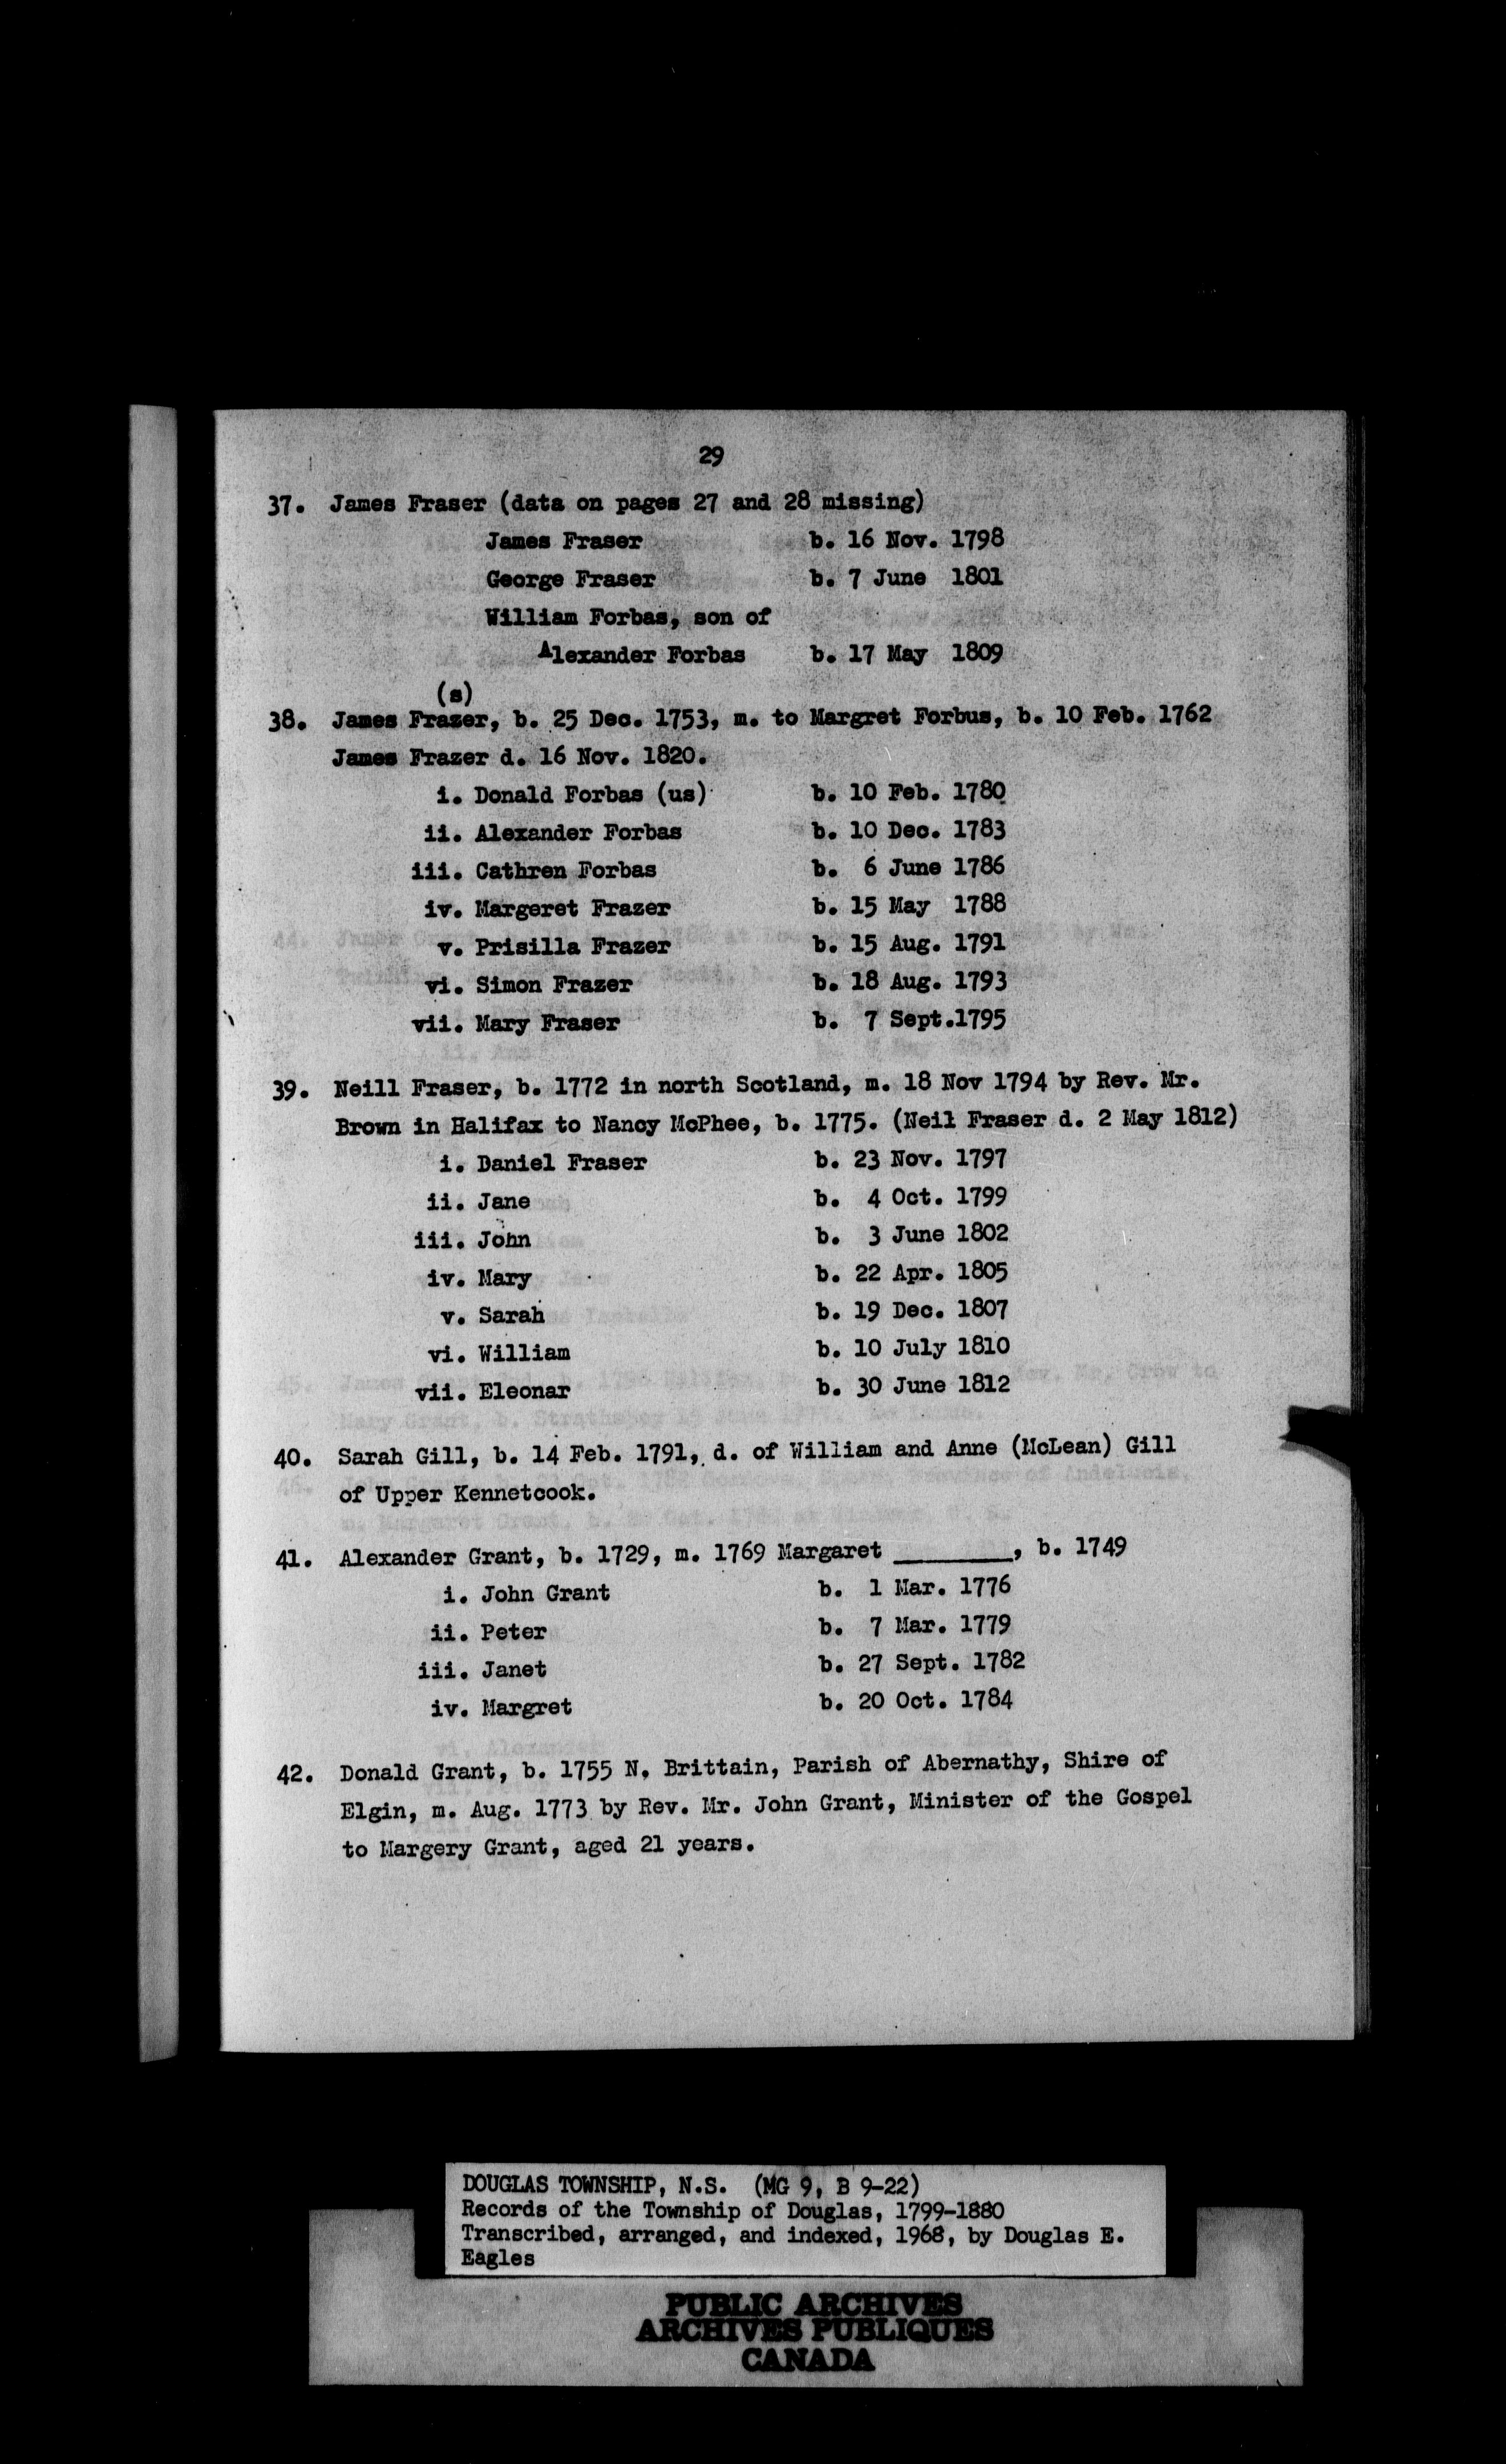 29
37. James Fraser (data on pages 27 and 28 missing)
James Fraser b. 16 Nov. 1798
George Fraser b. 7 June 1801
William Forbas, son of
Alexander Forbas b. 17 May 1809
(s)
38. James Frazer, b. 25 Dec. 1753, m. to Margret Forbus, b. 10 Feb. 1762
James Frazer d. 16 Nov. 1820.
i. Donald Forbas (us) b. 10 Feb. 1780
ii. Alexander Forbas b. 10 Dec. 1783
iii. Cathren Forbas b. 6 June 1786
iv. Margeret Frazer b. 15 May 1788
v. Prisilla Frazer b. 15 Aug. 1791
vi. Simon Frazer b. 18 Aug. 1793
vii. Mary Fraser b. 7 Sept.1795
39. Neill Fraser, b. 1772 in north Scotland, m. 18 Nov 1794 by Rev. Mr.
Brown in Halifax to Nancy McPhee, b. 1775. (Neil Fraser d. 2 May 1812)
i. Daniel Fraser b. 23 Nov. 1797
ii. Jane b. 4 Oct. 1799
iii. John b. 3 June 1802
iv. Mary b. 22 Apr. 1805
v. Sarah b. 19 Dec. 1807
vi. William b. 10 July 1810
vii. Eleonar b. 30 June 1812
40. Sarah Gill, b. 14 Feb. 1791, d. of William and Anne (McLean) Gill
of Upper Kennetcook.
41. Alexander Grant, b. 1729, m. 1769 Margaret ________, b. 1749
i. John Grant b. 1 Mar. 1776
ii. Peter b. 7 Mar. 1779
iii. Janet b. 27 Sept. 1782
iv. Margret b. 20 Oct. 1784
42. Donald Grant, b. 1755 N. Brittain, Parish of Abernathy, Shire of
Elgin, m. Aug. 1773 by Rev. Mr. John Grant, Minister of the Gospel
to Margery Grant, aged 21 years.
DOUGLAS TOWNSHIP, N.S. (MG 9, B 9-22)
Records of the Township of Douglas, 1799-1880
Transcribed, arranged, and indexed, 1968, by Douglas E.
Eagles
PUBLIC ARCHIVES
ARCHIVES PUBLIQUES
CANADA